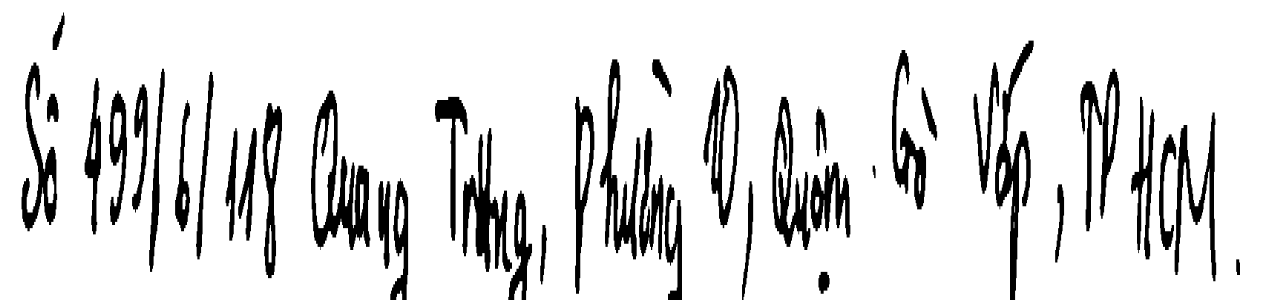 Số 499/6/118 Quang Trung, Phường 10, Quận Gò Vấp, TP HCM.